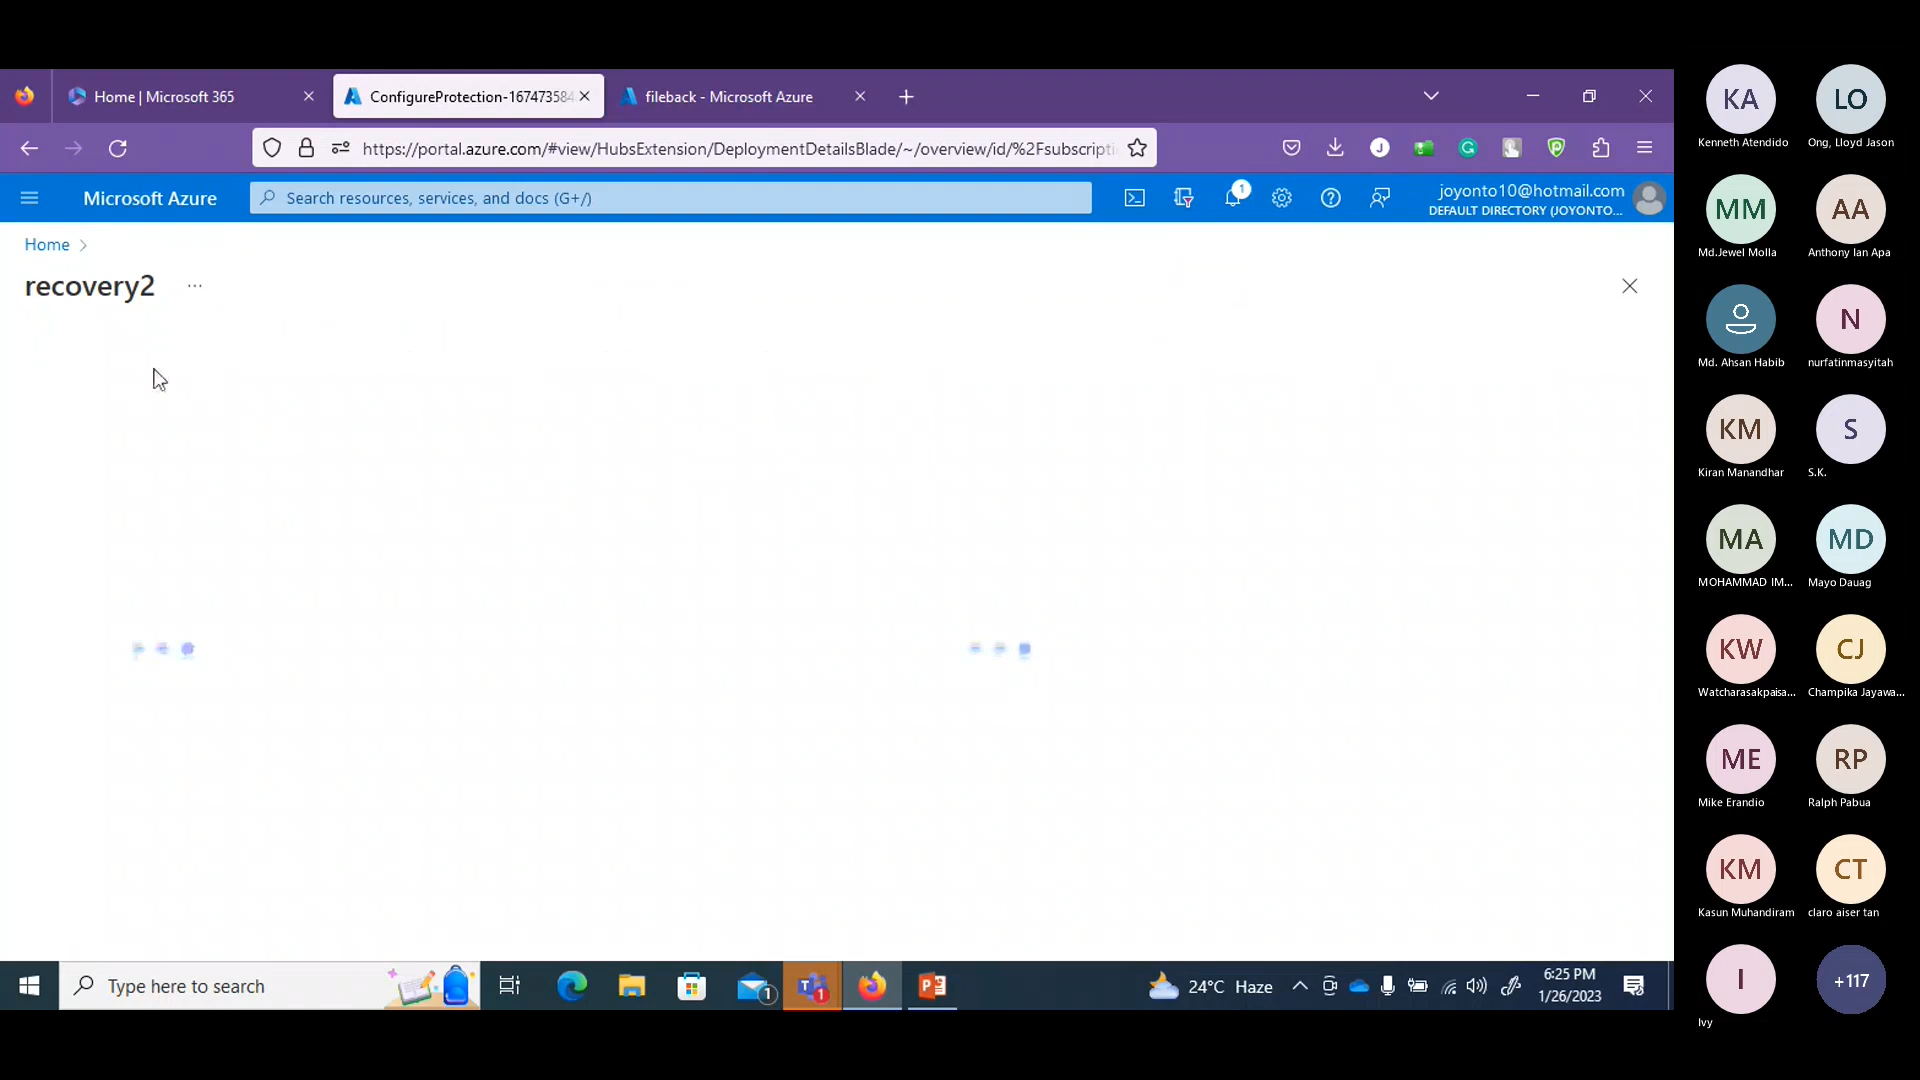 Home | Microsoft 365
ConfigureProtection-167473584
fileback - Microsoft Azure
https://portal.azure.com/#view/HubsExtension/DeploymentDetailsBlade/~/overview/id/%2Fsubscripti
Microsoft Azure
Search resources, services, and docs (G+/)
1
joyonto10@hotmail.com
DEFAULT DIRECTORY (JOYONTO...
Home
recovery2
...
Type here to search
1
1
24°C Haze
6:25 PM
1/26/2023
KA
LO
Kenneth Atendido
Ong, Lloyd Jason
MM
AA
Md.Jewel Molla
Anthony Ian Apa
N
Md. Ahsan Habib
nurfatinmasyitah
KM
S
Kiran Manandhar
S.K.
MA
MD
MOHAMMAD IM...
Mayo Dauag
KW
CJ
Watcharasakpaisa...
Champika Jayawa...
ME
RP
Mike Erandio
Ralph Pabua
KM
CT
Kasun Muhandiram
claro aiser tan
I
+117
Ivy